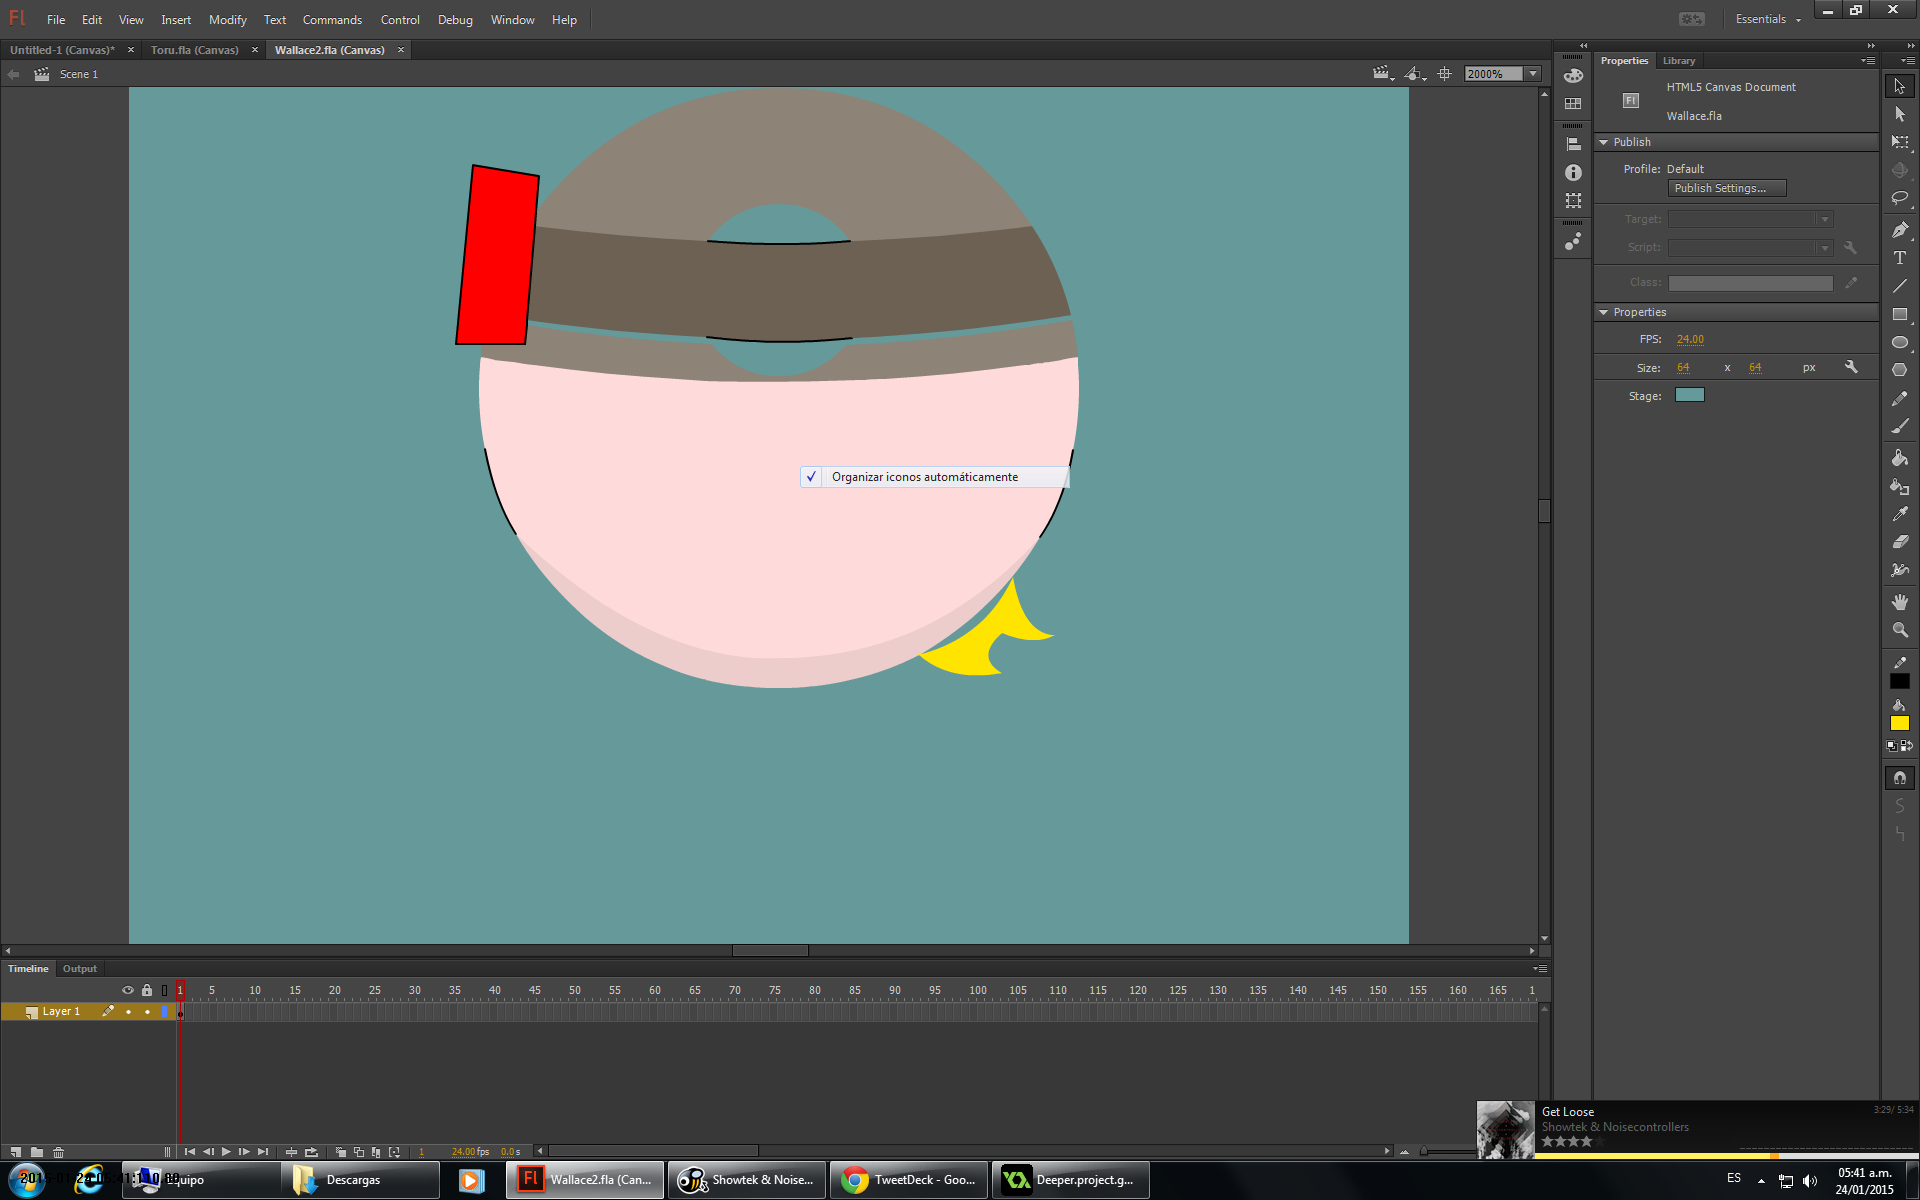 Fl File Edit View Insert Modify Text Commands Control Debug Window Help Essentials
Untitled-1 (Canvas)* × Toru.fla (Canvas) × Wallace2.fla (Canvas) ×
Scene 1 2000%
Properties Library
HTML5 Canvas Document
Fl
Wallace.fla
Publish
Profile: Default
Publish Settings...
Target:
Script:
Class:
Properties
FPS: 24.00
Size: 64 x 64 px
Stage:
✓ Organizar iconos automáticamente
Timeline Output
1 5 10 15 20 25 30 35 40 45 50 55 60 65 70 75 80 85 90 95 100 105 110 115 120 125 130 135 140 145 150 155 160 165 1
Layer 1
1 24.00 fps 0.0 s
Get Loose 3:29/ 5:34
Showtek & Noisecontrollers
Equipo Descargas Fl Wallace2.fla (Can... Showtek & Noise... TweetDeck - Goo... Deeper.project.g... ES
05:41 a.m.
24/01/2015